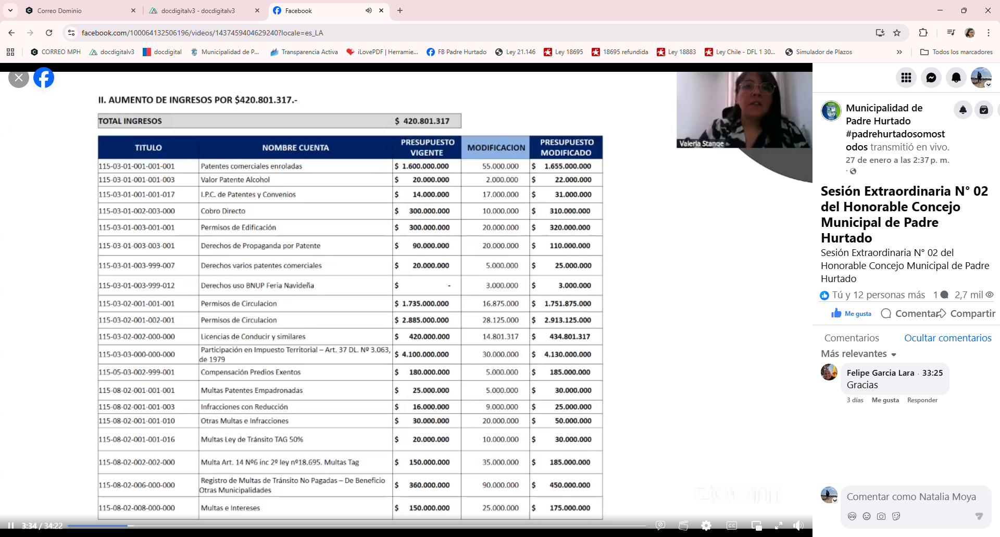 Correo Dominio
docdigitalv3 - docdigitalv3
Facebook
facebook.com/100064132506196/videos/1437459404629240?locale=es_LA
CORREO MPH
docdigitalv3
docdigital
Municipalidad de P...
Transparencia Activa
iLovePDF | Herramie...
FB Padre Hurtado
Ley 21.146
Ley 18695
18695 refundida
Ley 18883
Ley Chile - DFL 1 30...
Simulador de Plazos
»
Todos los marcadores
II. AUMENTO DE INGRESOS POR $420.801.317.-
TOTAL INGRESOS $ 420.801.317
TITULO NOMBRE CUENTA PRESUPUESTO VIGENTE MODIFICACION PRESUPUESTO MODIFICADO
115-03-01-001-001-001 Patentes comerciales enroladas $ 1.600.000.000 55.000.000 $ 1.655.000.000
115-03-01-001-001-003 Valor Patente Alcohol $ 20.000.000 2.000.000 $ 22.000.000
115-03-01-001-001-017 I.P.C. de Patentes y Convenios $ 14.000.000 17.000.000 $ 31.000.000
115-03-01-002-003-000 Cobro Directo $ 300.000.000 10.000.000 $ 310.000.000
115-03-01-003-001-001 Permisos de Edificación $ 300.000.000 20.000.000 $ 320.000.000
115-03-01-003-003-001 Derechos de Propaganda por Patente $ 90.000.000 20.000.000 $ 110.000.000
115-03-01-003-999-007 Derechos varios patentes comerciales $ 20.000.000 5.000.000 $ 25.000.000
115-03-01-003-999-012 Derechos uso BNUP Feria Navideña $ - 3.000.000 $ 3.000.000
115-03-02-001-001-001 Permisos de Circulacion $ 1.735.000.000 16.875.000 $ 1.751.875.000
115-03-02-001-002-001 Permisos de Circulacion $ 2.885.000.000 28.125.000 $ 2.913.125.000
115-03-02-002-000-000 Licencias de Conducir y similares $ 420.000.000 14.801.317 $ 434.801.317
115-03-03-000-000-000 Participación en Impuesto Territorial – Art. 37 DL. Nº 3.063, de 1979 $ 4.100.000.000 30.000.000 $ 4.130.000.000
115-05-03-002-999-001 Compensación Predios Exentos $ 180.000.000 5.000.000 $ 185.000.000
115-08-02-001-001-001 Multas Patentes Empadronadas $ 25.000.000 5.000.000 $ 30.000.000
115-08-02-001-001-003 Infracciones con Reducción $ 16.000.000 9.000.000 $ 25.000.000
115-08-02-001-001-010 Otras Multas e Infracciones $ 30.000.000 20.000.000 $ 50.000.000
115-08-02-001-001-016 Multas Ley de Tránsito TAG 50% $ 20.000.000 10.000.000 $ 30.000.000
115-08-02-002-002-000 Multa Art. 14 Nº6 inc 2º ley nº18.695. Multas Tag $ 150.000.000 35.000.000 $ 185.000.000
115-08-02-006-000-000 Registro de Multas de Tránsito No Pagadas – De Beneficio Otras Municipalidades $ 360.000.000 90.000.000 $ 450.000.000
115-08-02-008-000-000 Multas e Intereses $ 150.000.000 25.000.000 $ 175.000.000
Valeria Stange
zoom
3:34 / 34:22
Municipalidad de
Padre Hurtado
#padrehurtadosomost
odos transmitió en vivo.
27 de enero a las 2:37 p. m.
·
Sesión Extraordinaria N° 02
del Honorable Concejo
Municipal de Padre
Hurtado
Sesión Extraordinaria N° 02 del
Honorable Concejo Municipal de Padre
Hurtado
Tú y 12 personas más 1 2,7 mil
Me gusta Comentar Compartir
Comentarios Ocultar comentarios
Más relevantes
Felipe Garcia Lara · 33:25
Gracias
3 días Me gusta Responder
Comentar como Natalia Moya